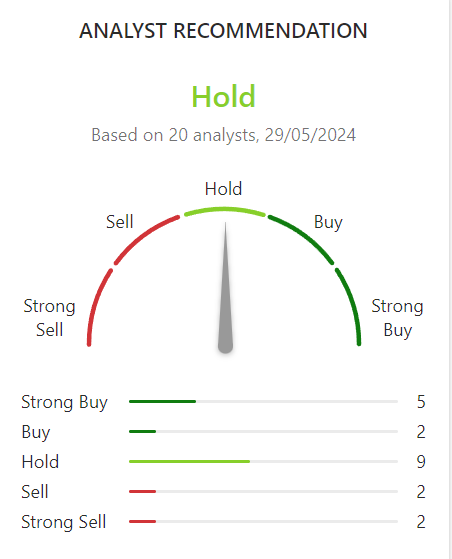 ANALYST RECOMMENDATION
Hold
Based on 20 analysts, 29/05/2024
Hold
Sell
Buy
Strong
Sell
Strong
Buy
Strong Buy 5
Buy 2
Hold 9
Sell 2
Strong Sell 2